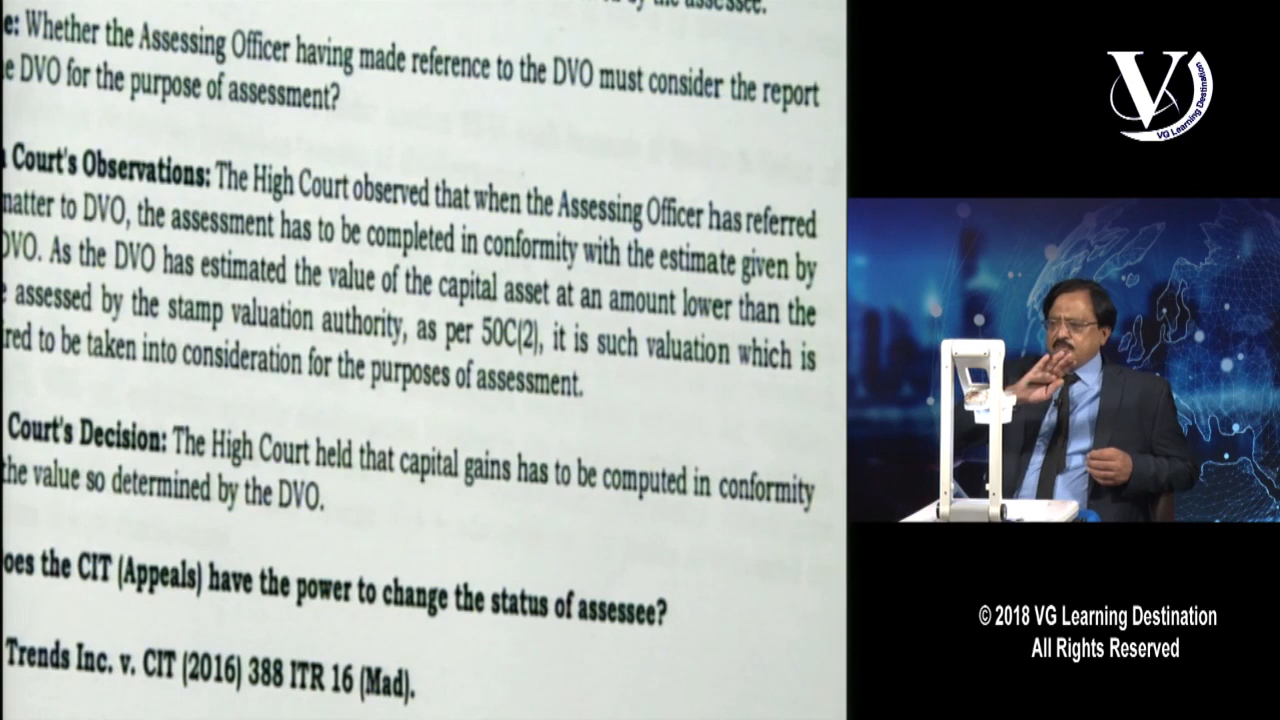 by the assessee.
e: Whether the Assessing Officer having made reference to the DVO must consider the report
e DVO for the purpose of assessment?
Court's Observations: The High Court observed that when the Assessing Officer has referred
matter to DVO, the assessment has to be completed in conformity with the estimate given by
DVO. As the DVO has estimated the value of the capital asset at an amount lower than the
assessed by the stamp valuation authority, as per 50C(2), it is such valuation which is
red to be taken into consideration for the purposes of assessment.
Court's Decision: The High Court held that capital gains has to be computed in conformity
the value so determined by the DVO.
oes the CIT (Appeals) have the power to change the status of assessee?
Trends Inc. v. CIT (2016) 388 ITR 16 (Mad).
V
VG Learning Destination
© 2018 VG Learning Destination
All Rights Reserved